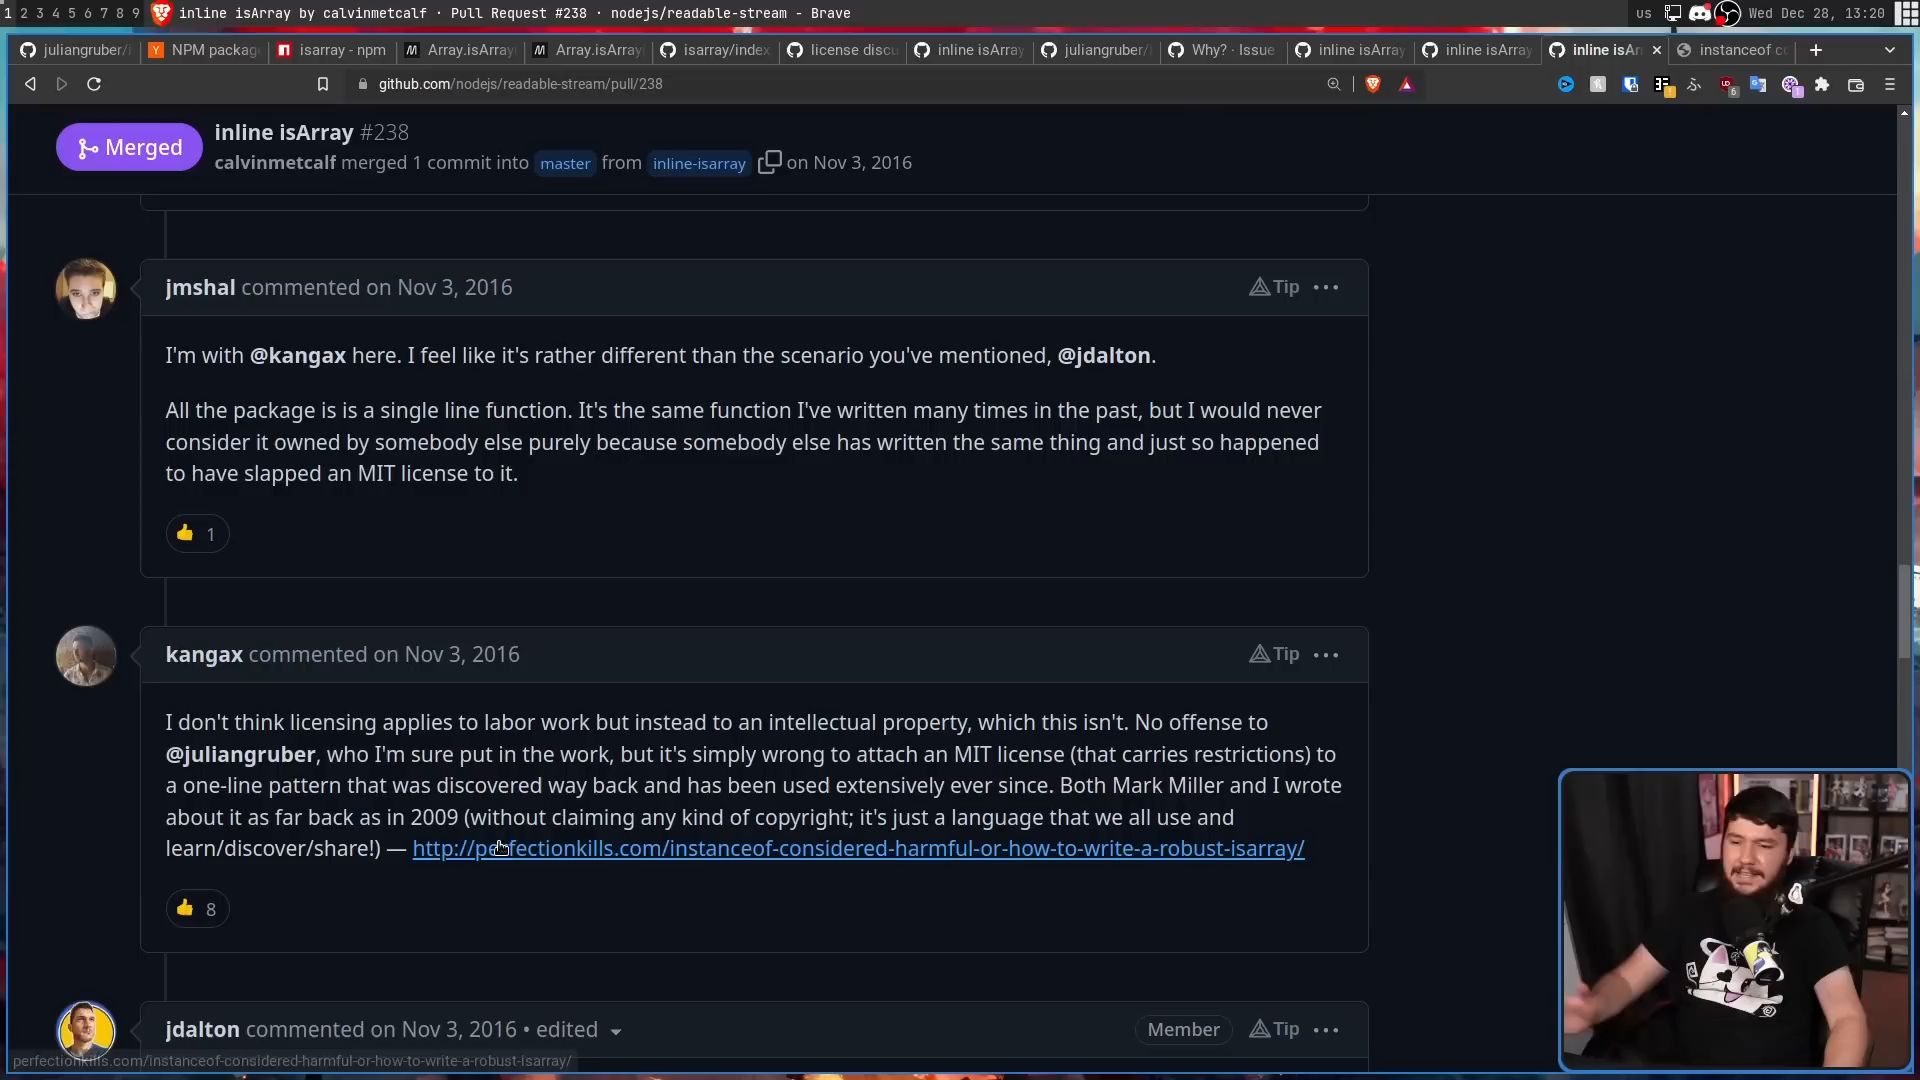 1 2 3 4 5 6 7 8 9 inline isArray by calvinmetcalf · Pull Request #238 · nodejs/readable-stream - Brave us Wed Dec 28, 13:20
juliangruber/i NPM packag isarray - npm Array.isArray Array.isArray isarray/index license discu inline isArray juliangruber/ Why? · Issue inline isArray inline isArray inline isAr instanceof co
github.com/nodejs/readable-stream/pull/238
Merged
inline isArray #238
calvinmetcalf merged 1 commit into master from inline-isarray on Nov 3, 2016
jmshal commented on Nov 3, 2016 Tip
I'm with @kangax here. I feel like it's rather different than the scenario you've mentioned, @jdalton.
All the package is is a single line function. It's the same function I've written many times in the past, but I would never
consider it owned by somebody else purely because somebody else has written the same thing and just so happened
to have slapped an MIT license to it.
👍 1
kangax commented on Nov 3, 2016 Tip
I don't think licensing applies to labor work but instead to an intellectual property, which this isn't. No offense to
@juliangruber, who I'm sure put in the work, but it's simply wrong to attach an MIT license (that carries restrictions) to
a one-line pattern that was discovered way back and has been used extensively ever since. Both Mark Miller and I wrote
about it as far back as in 2009 (without claiming any kind of copyright; it's just a language that we all use and
learn/discover/share!) — http://perfectionkills.com/instanceof-considered-harmful-or-how-to-write-a-robust-isarray/
👍 8
jdalton commented on Nov 3, 2016 • edited Member Tip
perfectionkills.com/instanceof-considered-harmful-or-how-to-write-a-robust-isarray/